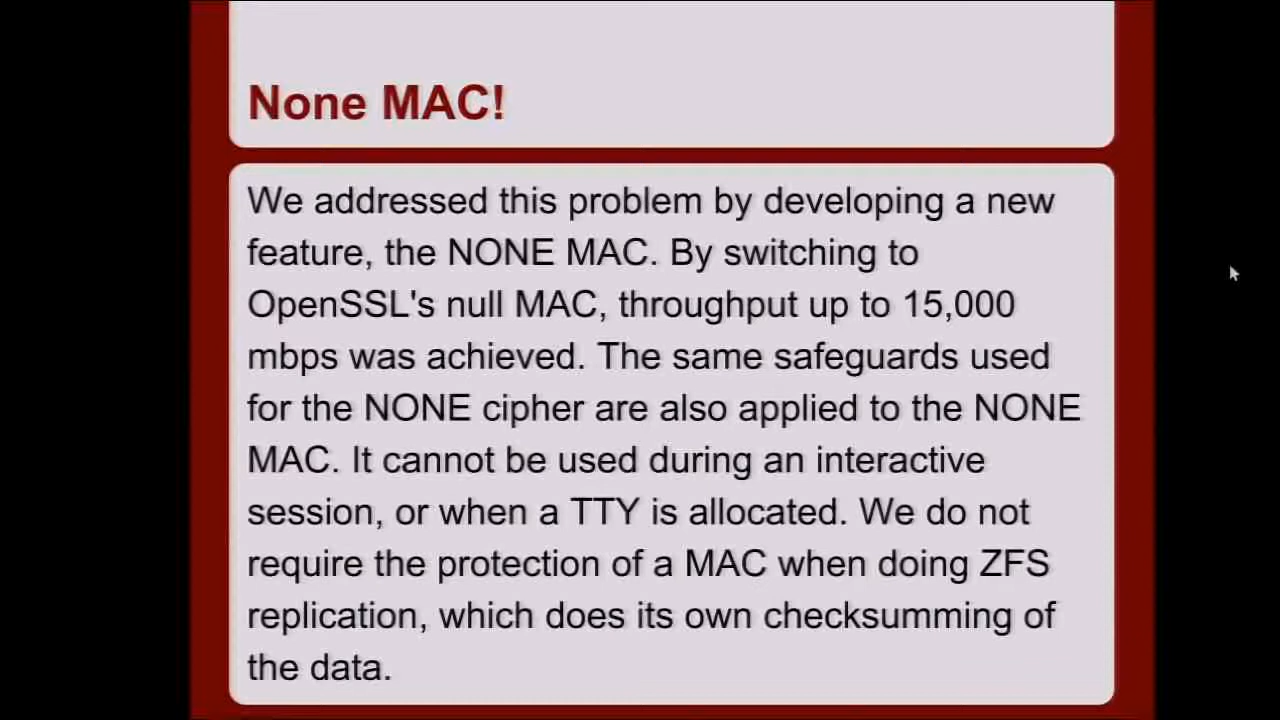 None MAC!
We addressed this problem by developing a new
feature, the NONE MAC. By switching to
OpenSSL's null MAC, throughput up to 15,000
mbps was achieved. The same safeguards used
for the NONE cipher are also applied to the NONE
MAC. It cannot be used during an interactive
session, or when a TTY is allocated. We do not
require the protection of a MAC when doing ZFS
replication, which does its own checksumming of
the data.